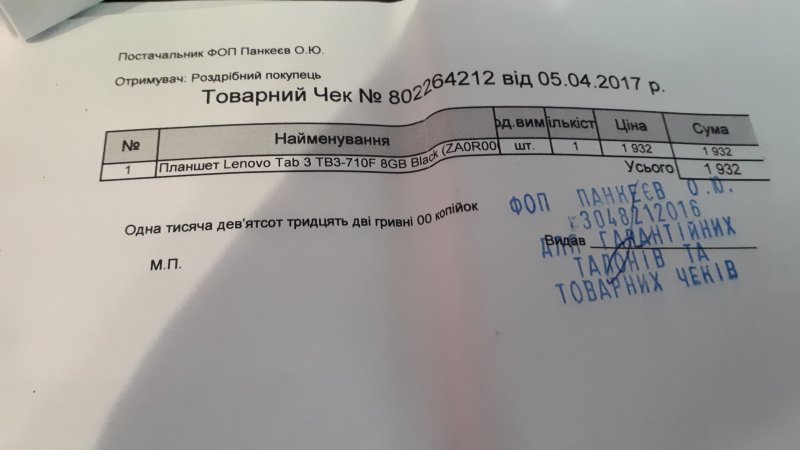 Постачальник ФОП Панкеєв О.Ю.
Отримувач: Роздрібний покупець
Товарний Чек № 802264212 від 05.04.2017 р.
№ Найменування од.вим ількіст Ціна Сума
1 Планшет Lenovo Tab 3 TB3-710F 8GB Black (ZA0R00 шт. 1 1 932 1 932
Усього 1 932
Одна тисяча дев'ятсот тридцять дві гривні 00 копійок
М.П.
Видав
ФОП ПАНКЕЄВ О.Ю.
3048212016
ДЛЯ ГАРАНТІЙНИХ
ТАЛОНІВ ТА
ТОВАРНИХ ЧЕКІВ